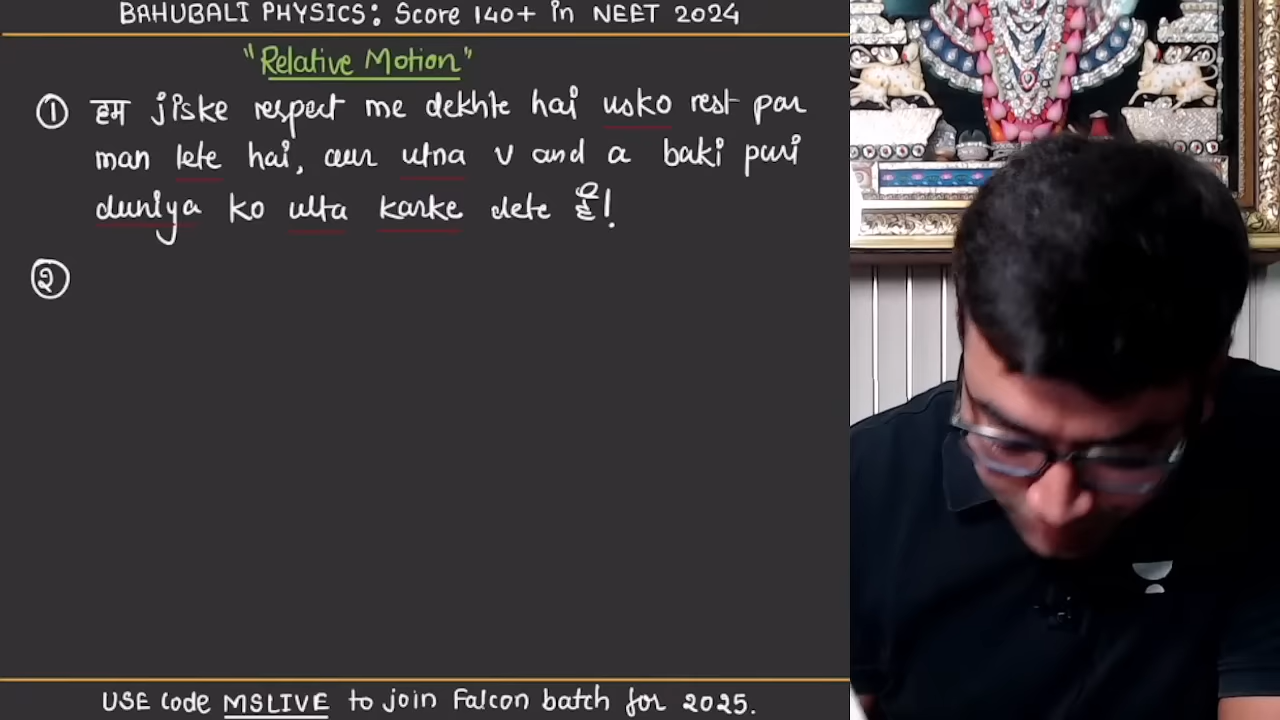 BAHUBALI PHYSICS: Score 140+ in NEET 2024
"Relative Motion"
① हम jiske respect me dekhte hai usko rest par
man lete hai, aur utna v and a baki puri
duniya ko ulta karke dete हैं!
②
USE Code MSLIVE to join Falcon batch for 2025.